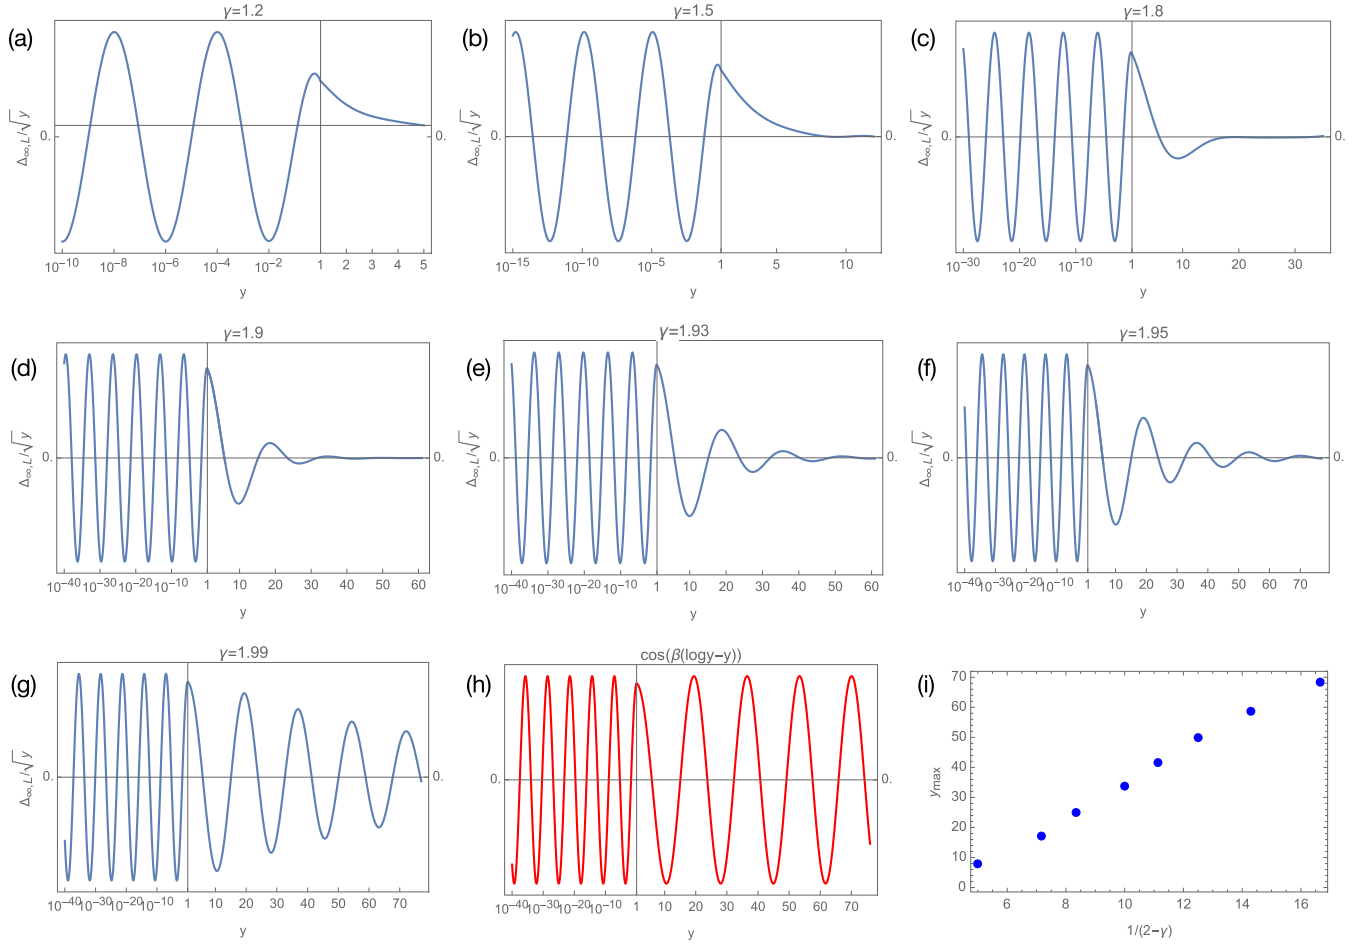 (a)
γ=1.2
Δ∞,L/√y
0.
0.
10⁻¹⁰ 10⁻⁸ 10⁻⁶ 10⁻⁴ 10⁻² 1 2 3 4 5
y
(b)
γ=1.5
Δ∞,L/√y
0.
0.
10⁻¹⁵ 10⁻¹⁰ 10⁻⁵ 1 5 10
y
(c)
γ=1.8
Δ∞,L/√y
0.
0.
10⁻³⁰ 10⁻²⁰ 10⁻¹⁰ 1 10 20 30
y
(d)
γ=1.9
Δ∞,L/√y
0.
0.
10⁻⁴⁰ 10⁻³⁰ 10⁻²⁰ 10⁻¹⁰ 1 10 20 30 40 50 60
y
(e)
γ=1.93
Δ∞,L/√y
0.
0.
10⁻⁴⁰ 10⁻³⁰ 10⁻²⁰ 10⁻¹⁰ 1 10 20 30 40 50 60
y
(f)
γ=1.95
Δ∞,L/√y
0.
0.
10⁻⁴⁰ 10⁻³⁰ 10⁻²⁰ 10⁻¹⁰ 1 10 20 30 40 50 60 70
y
(g)
γ=1.99
Δ∞,L/√y
0.
0.
10⁻⁴⁰ 10⁻³⁰ 10⁻²⁰ 10⁻¹⁰ 1 10 20 30 40 50 60 70
y
(h)
cos(β(logy−y))
0.
0.
10⁻⁴⁰ 10⁻³⁰ 10⁻²⁰ 10⁻¹⁰ 1 10 20 30 40 50 60 70
y
(i)
70
60
50
40
30
20
10
0
ymax
6 8 10 12 14 16
1/(2−γ)